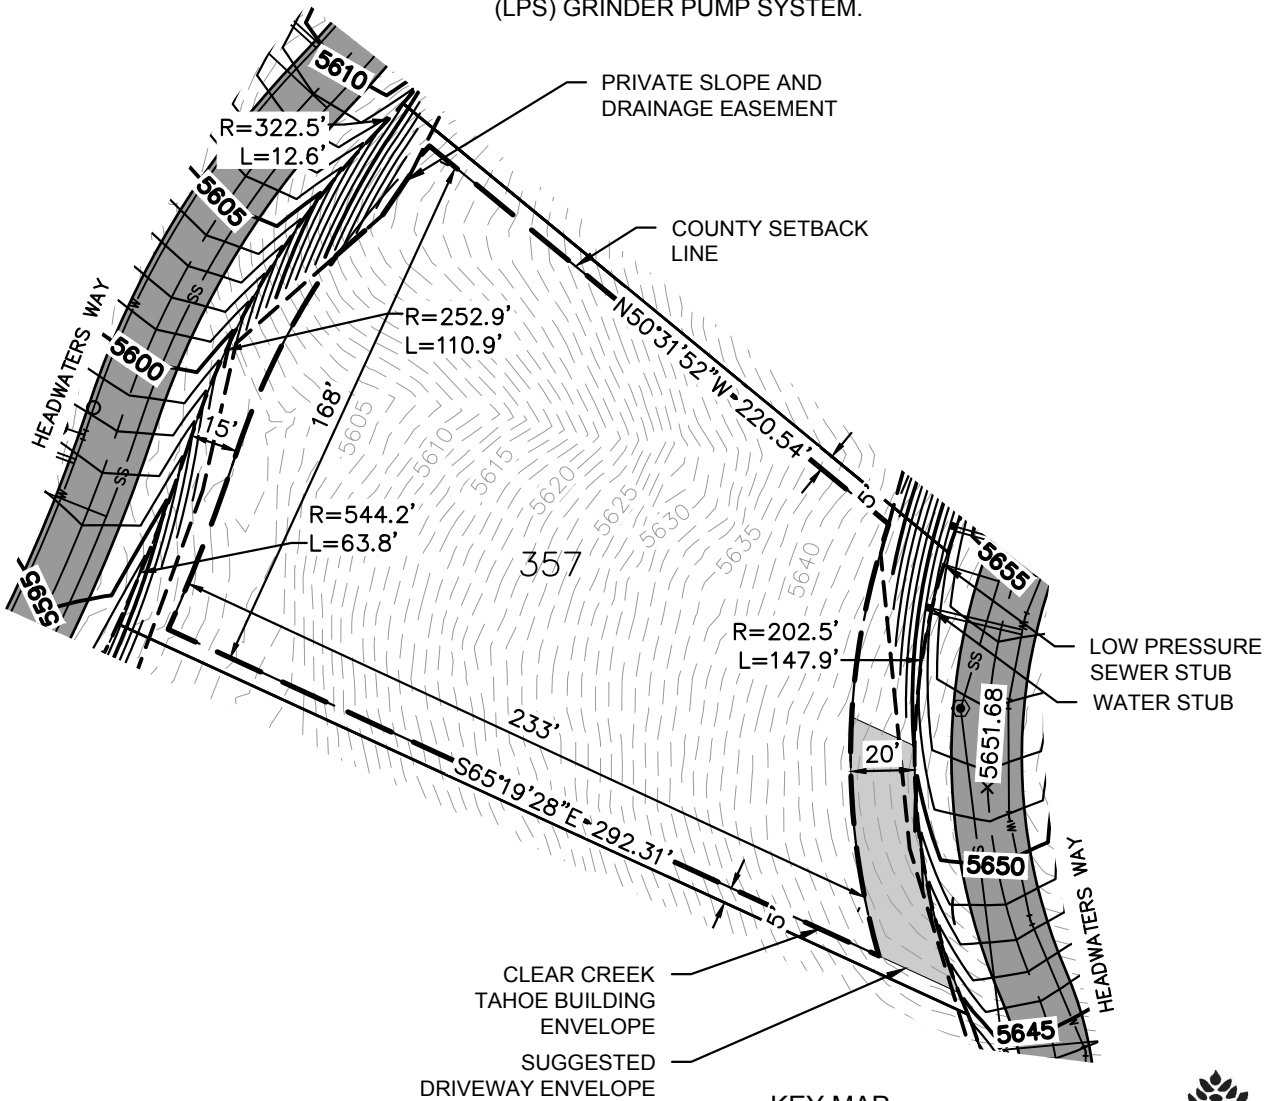 (LPS) GRINDER PUMP SYSTEM.
5610
PRIVATE SLOPE AND
DRAINAGE EASEMENT
R=322.5'
L=12.6'
5605
COUNTY SETBACK
LINE
SS
HEADWATERS WAY
R=252.9'
L=110.9'
N50°31'52"W-220.54'
5600
168'
15'
5605
5610
5615
5620
5625
5630
5635
5640
SS
W
W
5'
R=544.2'
L=63.8'
357
5655
5595
R=202.5'
L=147.9'
LOW PRESSURE
SEWER STUB
WATER STUB
SS
×5651.68
233'
20'
S65°19'28"E-292.31'
W
5650
HEADWATERS WAY
5'
CLEAR CREEK
TAHOE BUILDING
ENVELOPE
5645
SUGGESTED
DRIVEWAY ENVELOPE